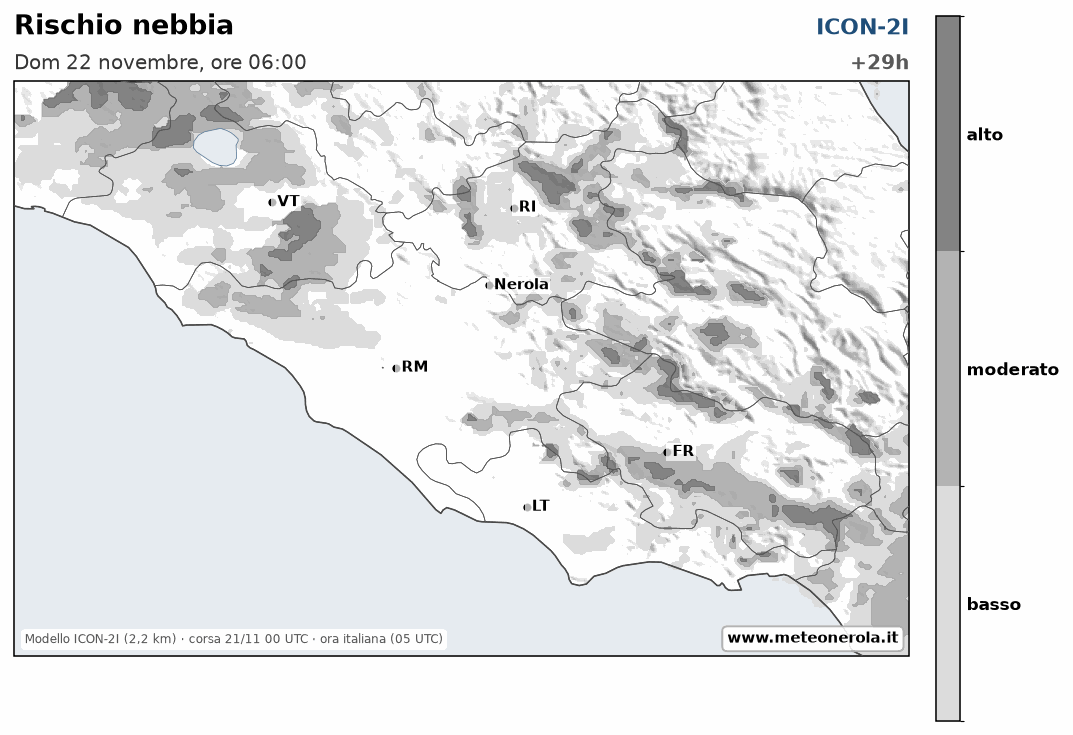 Rischio nebbia
ICON-2I
Dom 22 novembre, ore 06:00
+29h
alto
VT
RI
Nerola
RM
moderato
FR
LT
basso
Modello ICON-2I (2,2 km) · corsa 21/11 00 UTC · ora italiana (05 UTC)
www.meteonerola.it